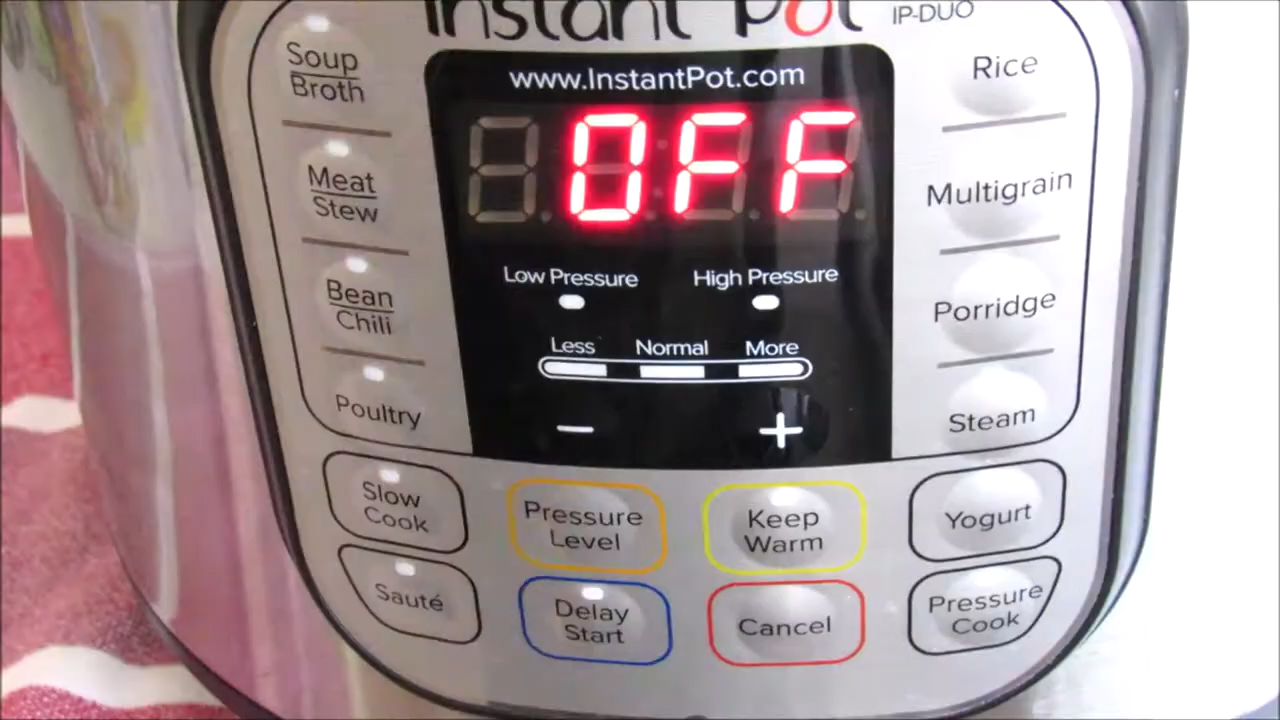 Instant Pot IP-DUO
www.InstantPot.com
OFF
Soup
Broth
Meat
Stew
Bean
Chili
Poultry
Low Pressure High Pressure
Less Normal More
− +
Rice
Multigrain
Porridge
Steam
Slow
Cook
Pressure
Level
Keep
Warm
Yogurt
Sauté
Delay
Start
Cancel
Pressure
Cook